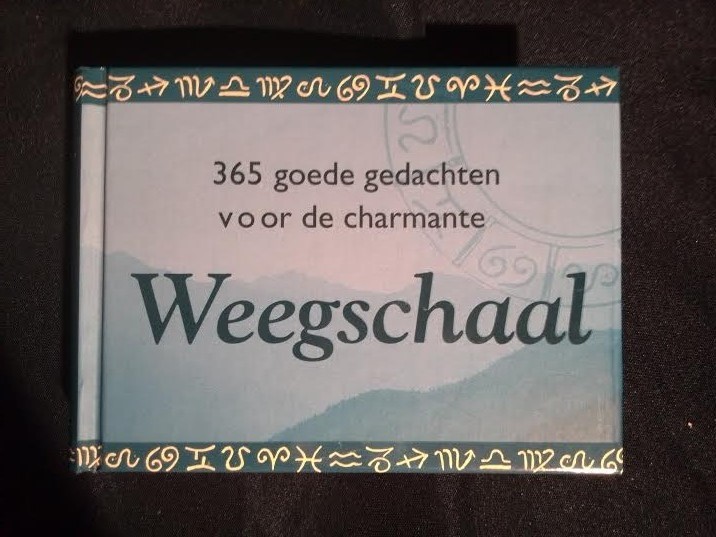 365 goede gedachten
voor de charmante
Weegschaal